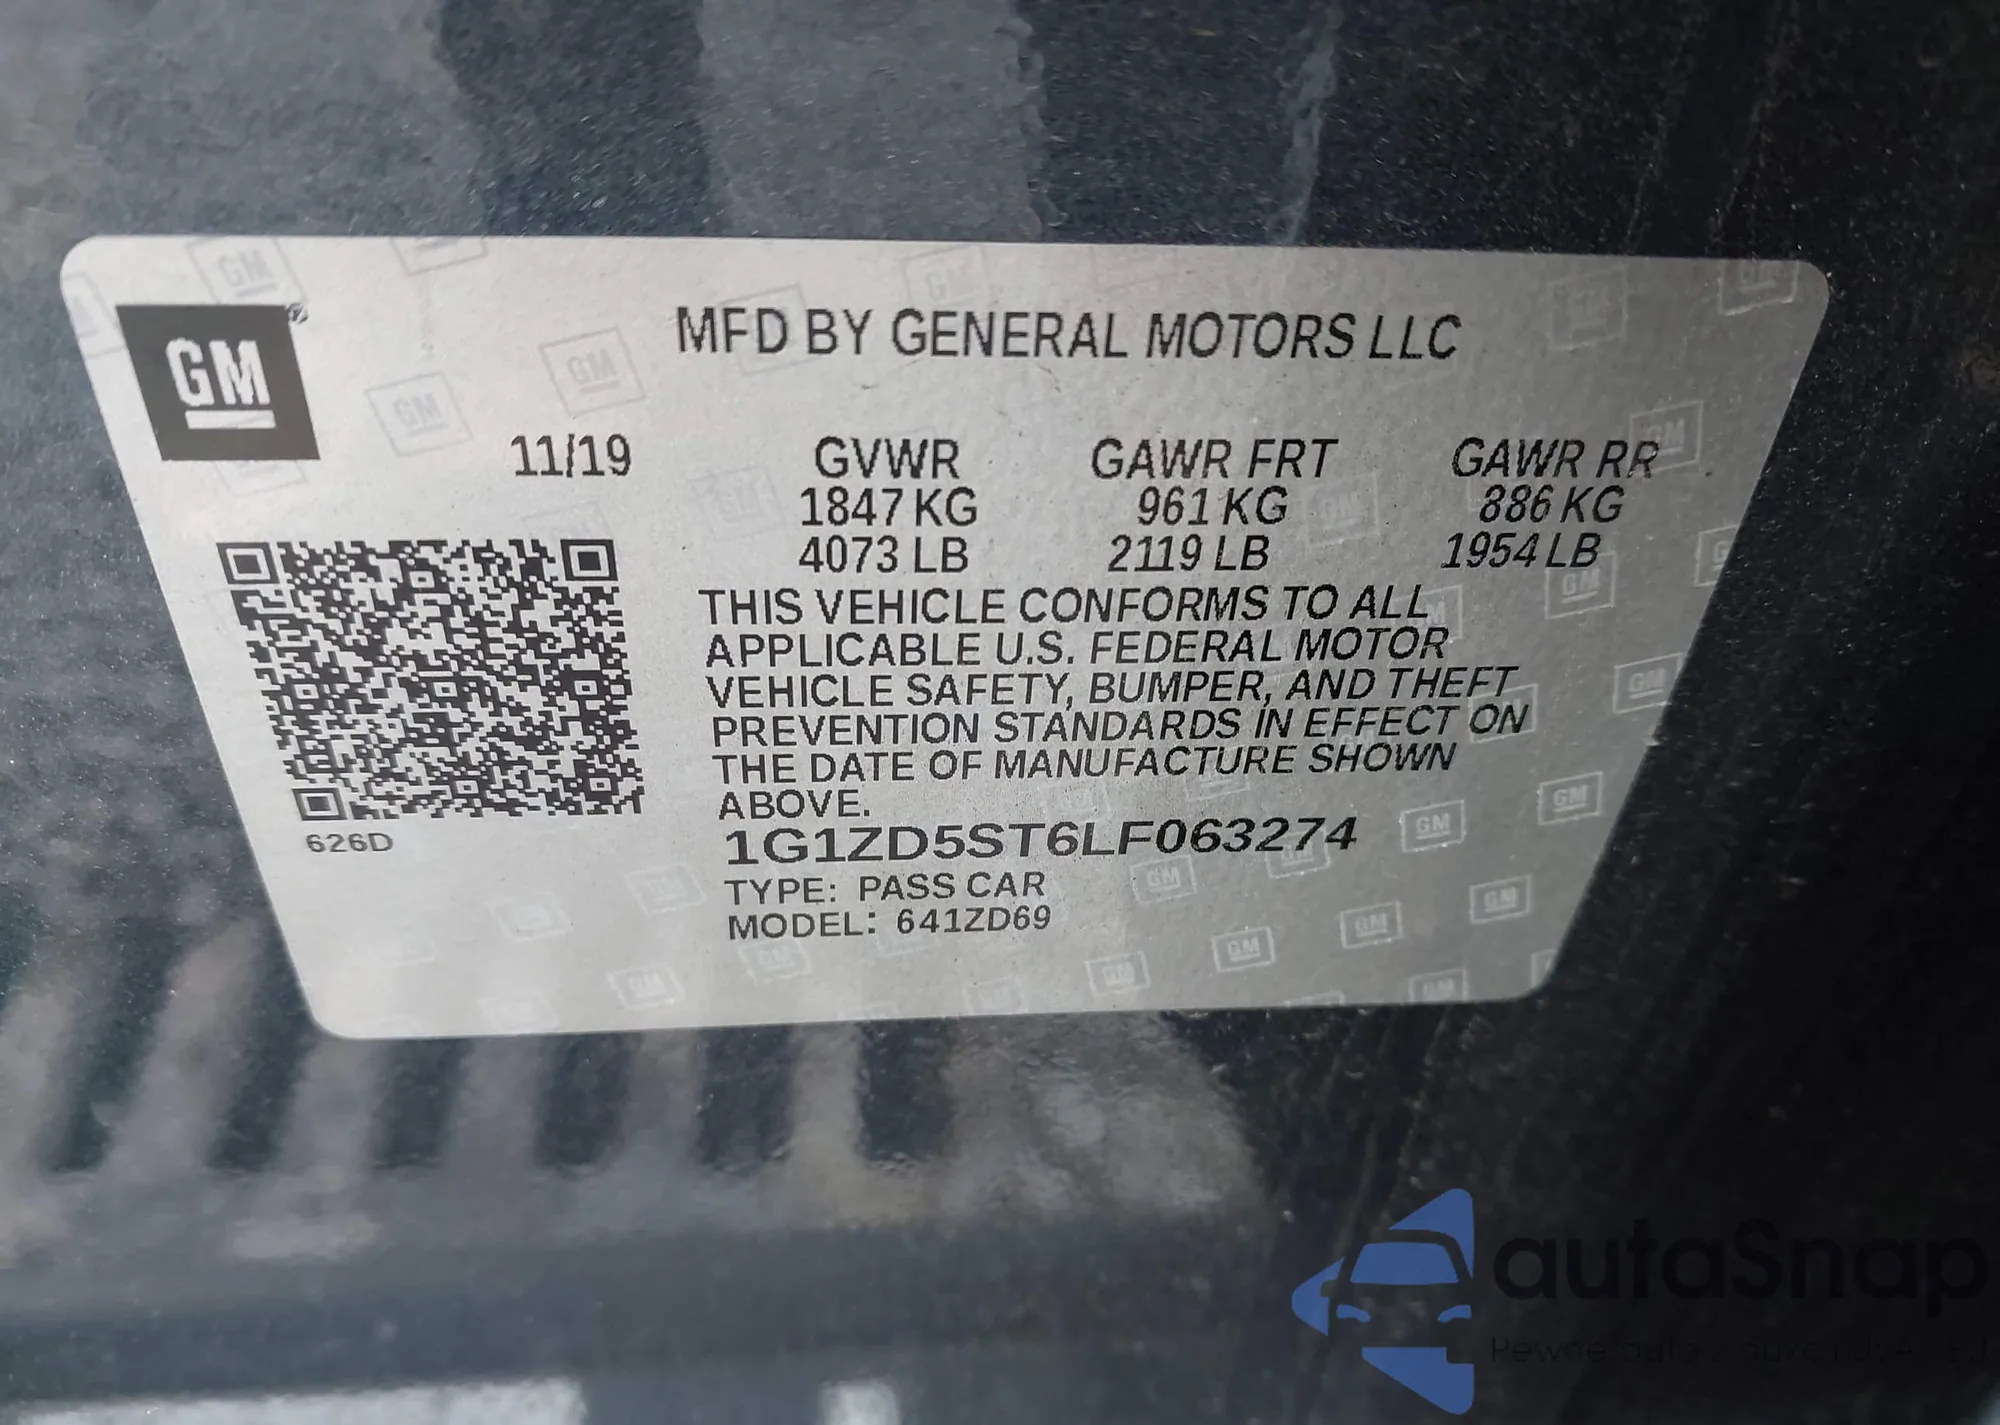 GM
MFD BY GENERAL MOTORS LLC
11/19 GVWR GAWR FRT GAWR RR
1847 KG 961 KG 886 KG
4073 LB 2119 LB 1954 LB
THIS VEHICLE CONFORMS TO ALL
APPLICABLE U.S. FEDERAL MOTOR
VEHICLE SAFETY, BUMPER, AND THEFT
PREVENTION STANDARDS IN EFFECT ON
THE DATE OF MANUFACTURE SHOWN
ABOVE.
626D
1G1ZD5ST6LF063274
TYPE: PASS CAR
MODEL: 641ZD69
autaSnap